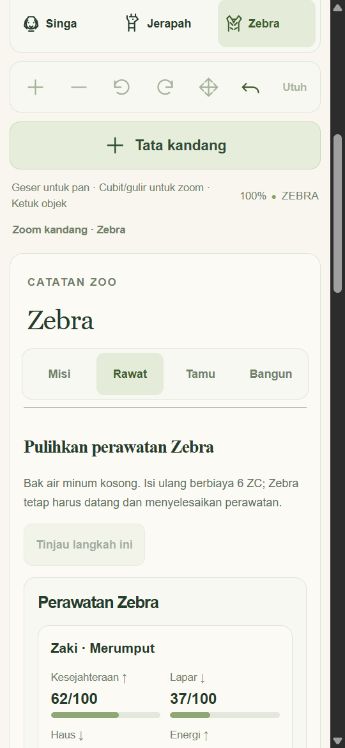 Singa Jerapah Zebra
Utuh
+ Tata kandang
Geser untuk pan · Cubit/gulir untuk zoom ·
Ketuk objek
100% • ZEBRA
Zoom kandang · Zebra
CATATAN ZOO
Zebra
Misi Rawat Tamu Bangun
Pulihkan perawatan Zebra
Bak air minum kosong. Isi ulang berbiaya 6 ZC; Zebra
tetap harus datang dan menyelesaikan perawatan.
Tinjau langkah ini
Perawatan Zebra
Zaki · Merumput
Kesejahteraan ↑ Lapar ↓
62/100 37/100
Haus ↓ Energi ↑